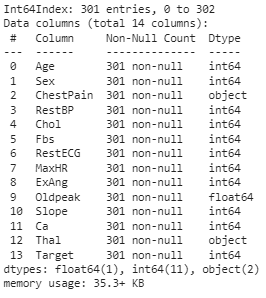 Int64Index: 301 entries, 0 to 302
Data columns (total 14 columns):
 #   Column     Non-Null Count  Dtype
---  ------     --------------  -----
 0   Age        301 non-null    int64
 1   Sex        301 non-null    int64
 2   ChestPain  301 non-null    object
 3   RestBP     301 non-null    int64
 4   Chol       301 non-null    int64
 5   Fbs        301 non-null    int64
 6   RestECG    301 non-null    int64
 7   MaxHR      301 non-null    int64
 8   ExAng      301 non-null    int64
 9   Oldpeak    301 non-null    float64
 10  Slope      301 non-null    int64
 11  Ca         301 non-null    int64
 12  Thal       301 non-null    object
 13  Target     301 non-null    int64
dtypes: float64(1), int64(11), object(2)
memory usage: 35.3+ KB